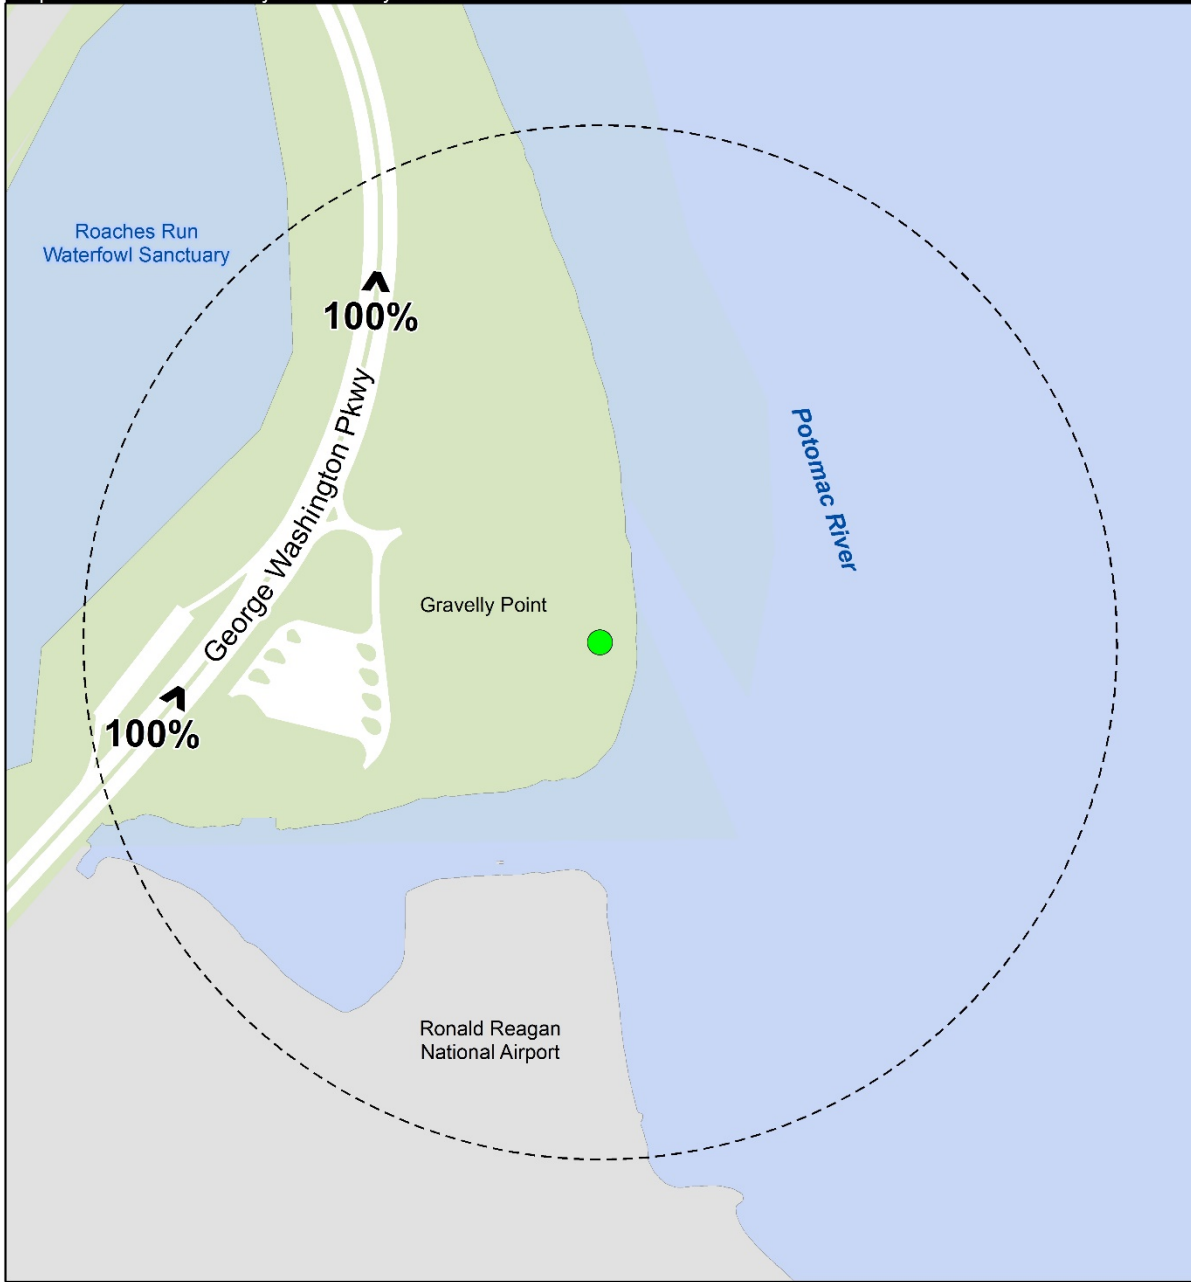 Roaches Run
Waterfowl Sanctuary
100%
George Washington Pkwy
Potomac River
Gravelly Point
100%
Ronald Reagan
National Airport